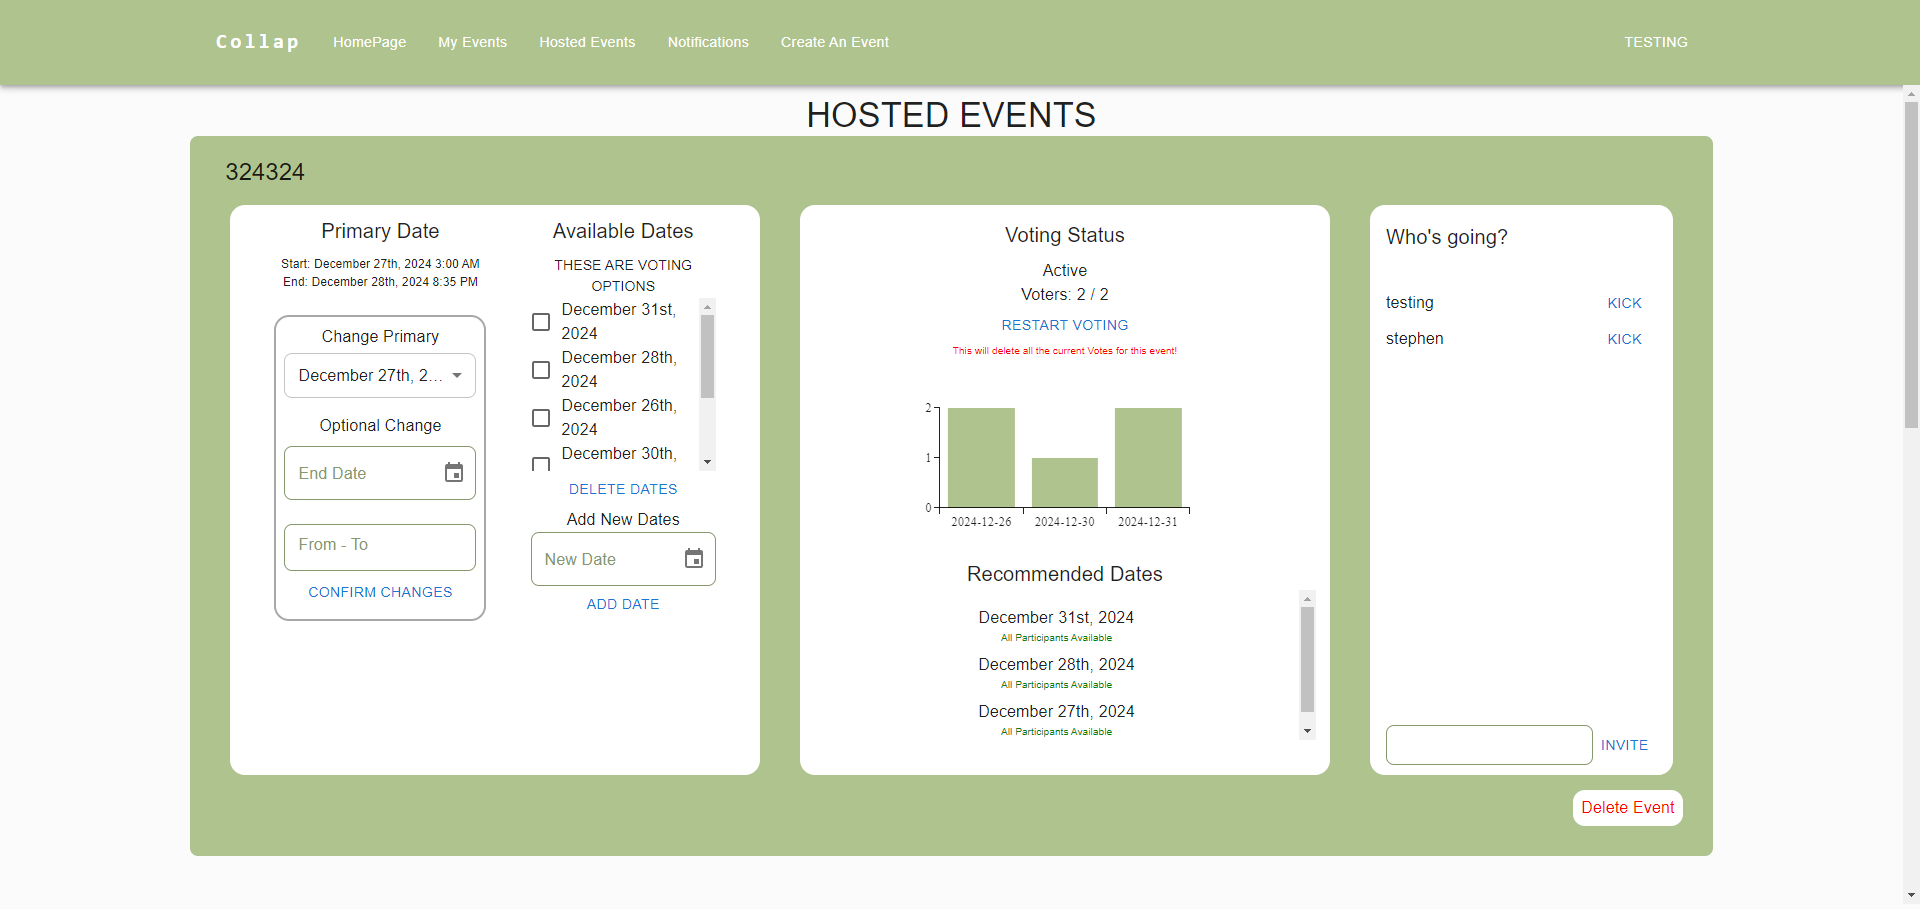 Collap HomePage My Events Hosted Events Notifications Create An Event TESTING
HOSTED EVENTS
324324
Primary Date
Start: December 27th, 2024 3:00 AM
End: December 28th, 2024 8:35 PM
Change Primary
December 27th, 2...
Optional Change
End Date
From - To
CONFIRM CHANGES
Available Dates
THESE ARE VOTING
OPTIONS
December 31st,
2024
December 28th,
2024
December 26th,
2024
December 30th,
DELETE DATES
Add New Dates
New Date
ADD DATE
Voting Status
Active
Voters: 2 / 2
RESTART VOTING
This will delete all the current Votes for this event!
2
1
0
2024-12-26 2024-12-30 2024-12-31
Recommended Dates
December 31st, 2024
All Participants Available
December 28th, 2024
All Participants Available
December 27th, 2024
All Participants Available
Who's going?
testing KICK
stephen KICK
INVITE
Delete Event